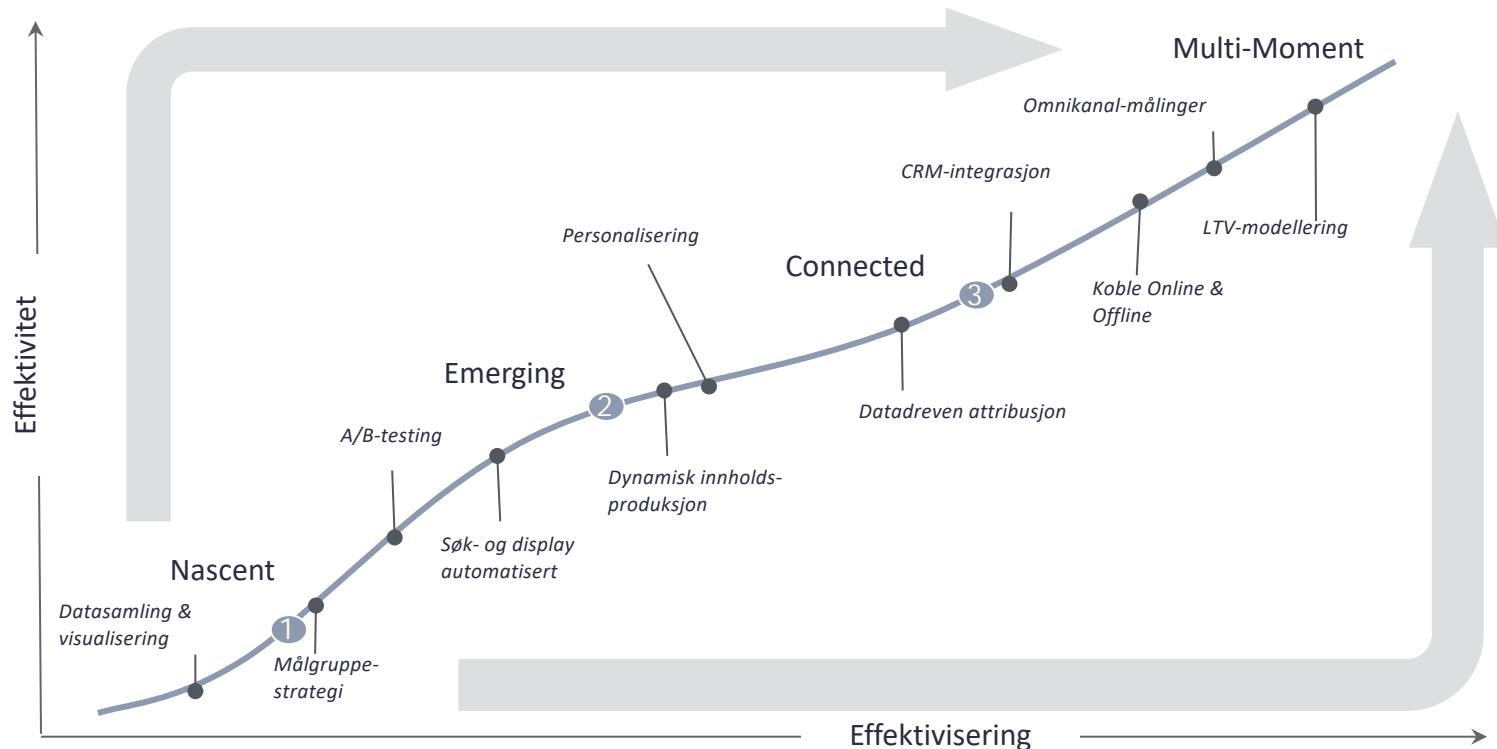 Multi-Moment
Omnikanal-målinger
CRM-integrasjon
LTV-modellering
Personalisering
Connected
3
Koble Online &
Offline
Effektivitet
Emerging
2
Datadreven attribusjon
A/B-testing
Dynamisk innholds-
produksjon
Søk- og display
automatisert
Nascent
Datasamling &
visualisering
1
Målgruppe-
strategi
Effektivisering